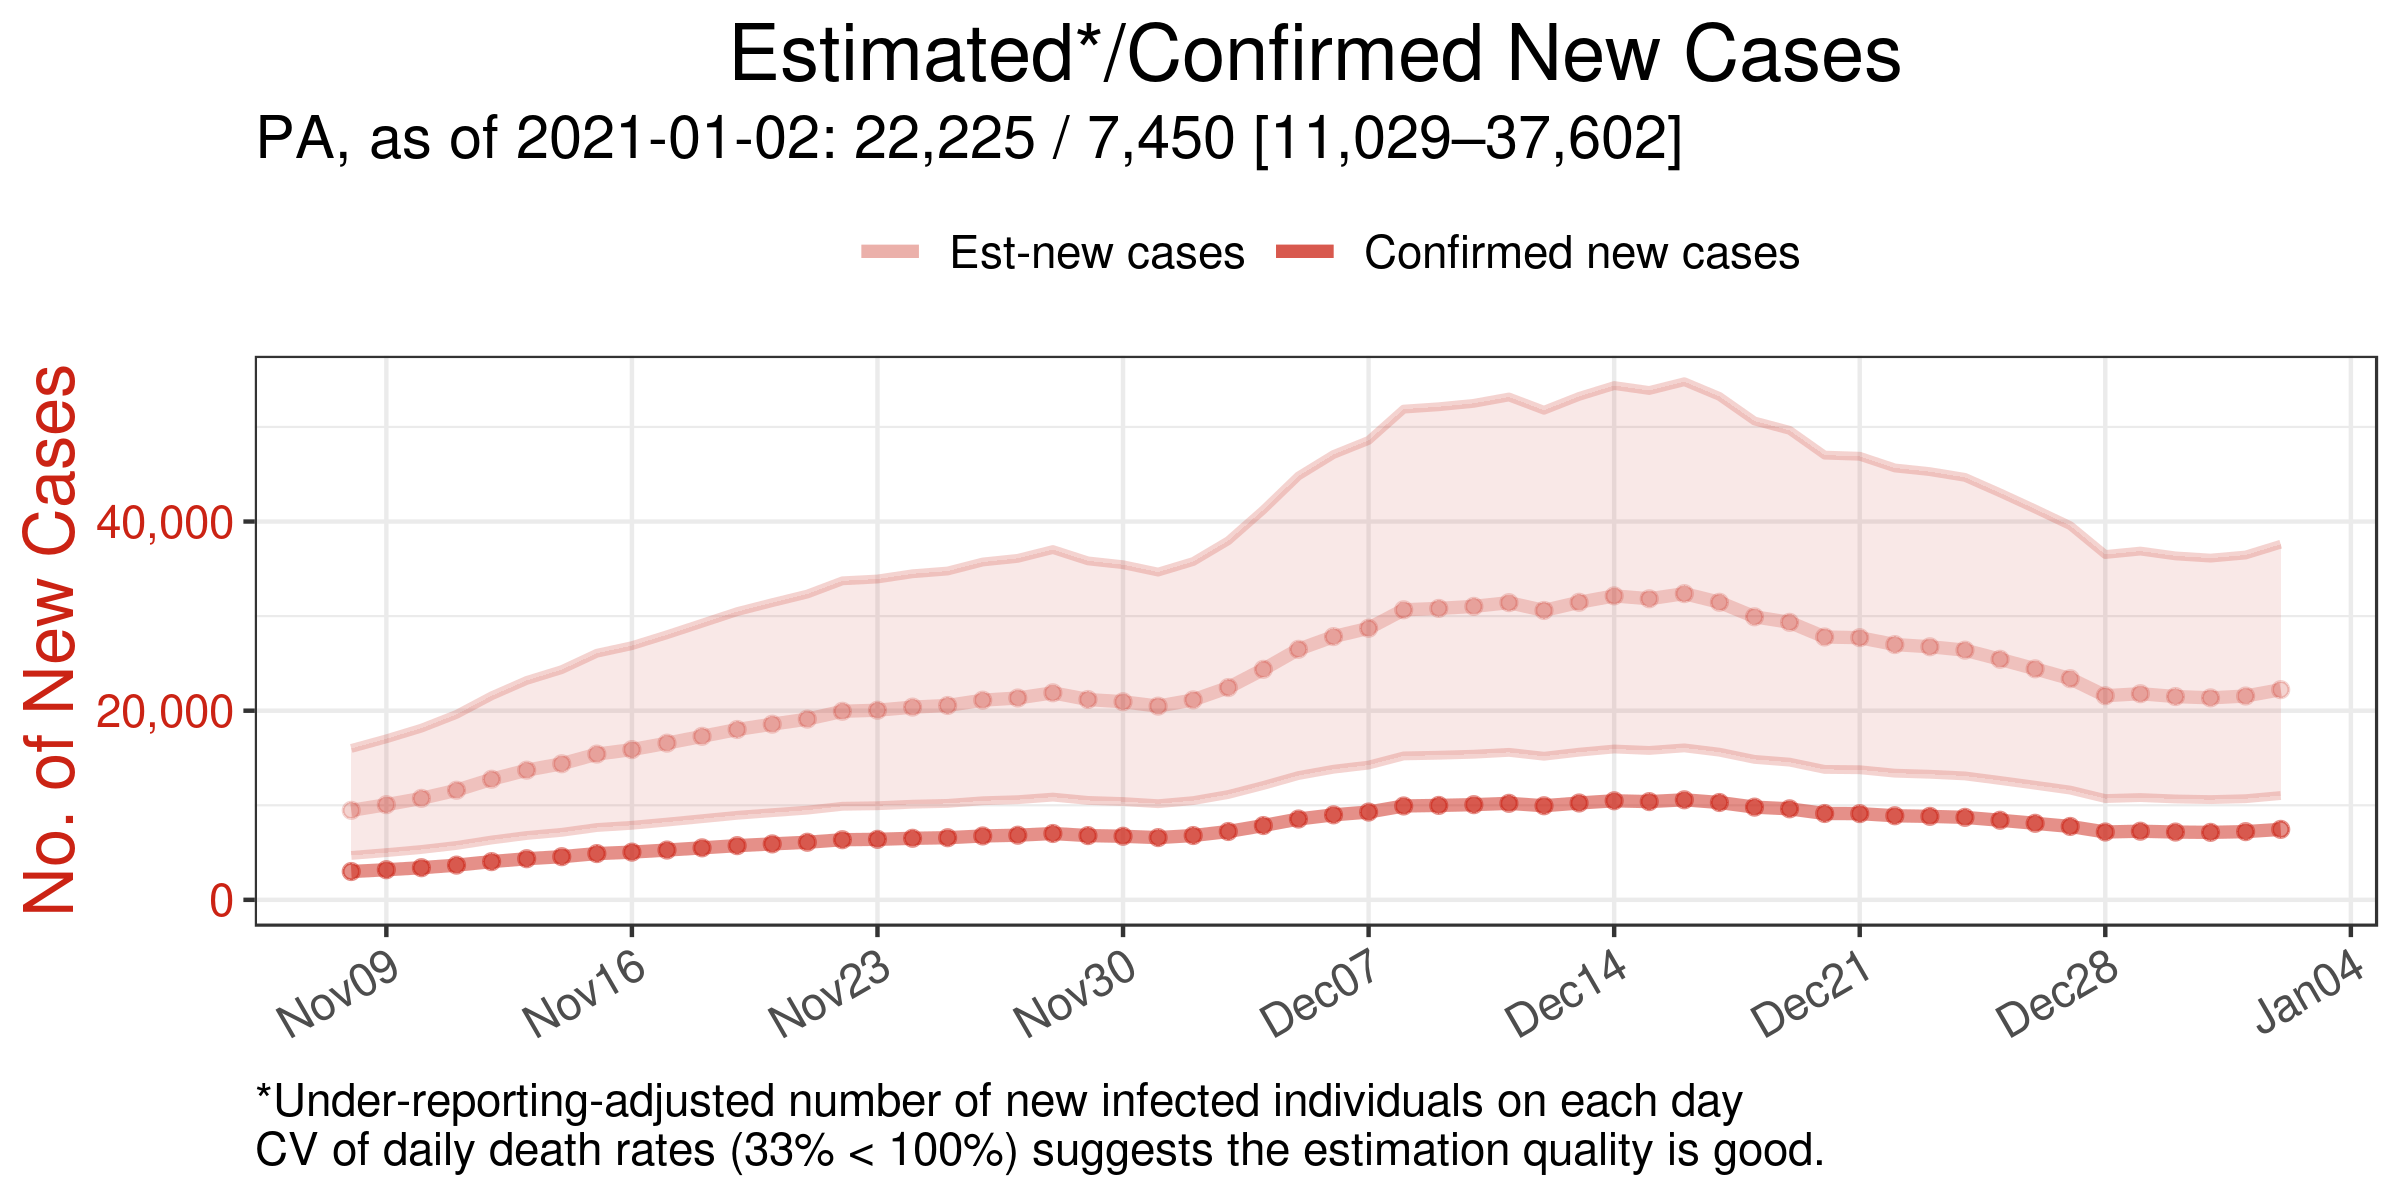 Estimated*/Confirmed New Cases
PA, as of 2021-01-02: 22,225 / 7,450 [11,029–37,602]
Est-new cases Confirmed new cases
No. of New Cases
40,000
20,000
0
Nov09 Nov16 Nov23 Nov30 Dec07 Dec14 Dec21 Dec28 Jan04
*Under-reporting-adjusted number of new infected individuals on each day
CV of daily death rates (33% < 100%) suggests the estimation quality is good.